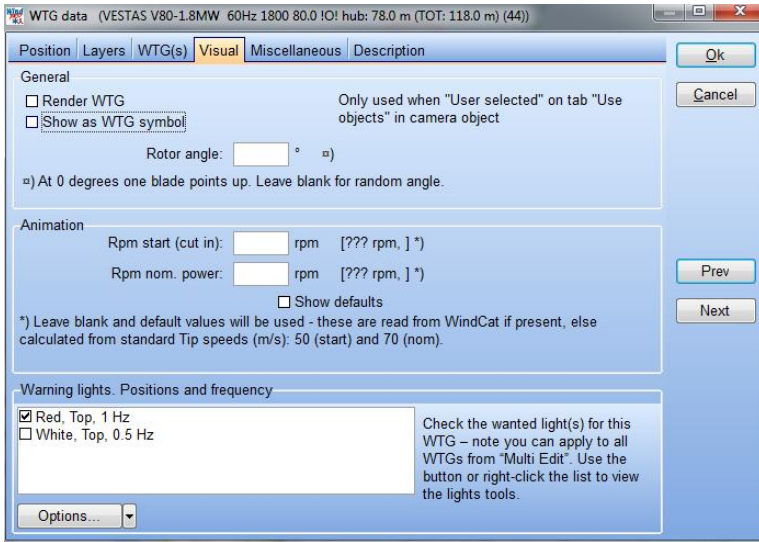 WTG data (VESTAS V80-1.8MW 60Hz 1800 80.0 !O! hub: 78.0 m (TOT: 118.0 m) (44))
Position Layers WTG(s) Visual Miscellaneous Description
Ok
Cancel
General
Render WTG
Show as WTG symbol
Only used when "User selected" on tab "Use
objects" in camera object
Rotor angle: ° ¤)
¤) At 0 degrees one blade points up. Leave blank for random angle.
Animation
Rpm start (cut in): rpm [??? rpm, ] *)
Rpm nom. power: rpm [??? rpm, ] *)
Show defaults
*) Leave blank and default values will be used - these are read from WindCat if present, else
calculated from standard Tip speeds (m/s): 50 (start) and 70 (nom).
Prev
Next
Warning lights. Positions and frequency
Red, Top, 1 Hz
White, Top, 0.5 Hz
Check the wanted light(s) for this
WTG – note you can apply to all
WTGs from “Multi Edit”. Use the
button or right-click the list to view
the lights tools.
Options...